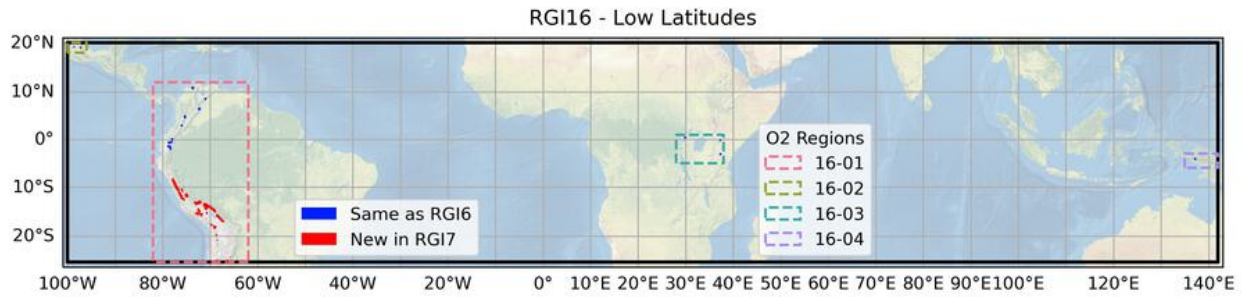 RGI16 - Low Latitudes
20°N
10°N
0°
10°S
20°S
Same as RGI6
New in RGI7
O2 Regions
16-01
16-02
16-03
16-04
100°W 80°W 60°W 40°W 20°W 0° 10°E 20°E 30°E 40°E 50°E 60°E 70°E 80°E 90°E100°E 120°E 140°E